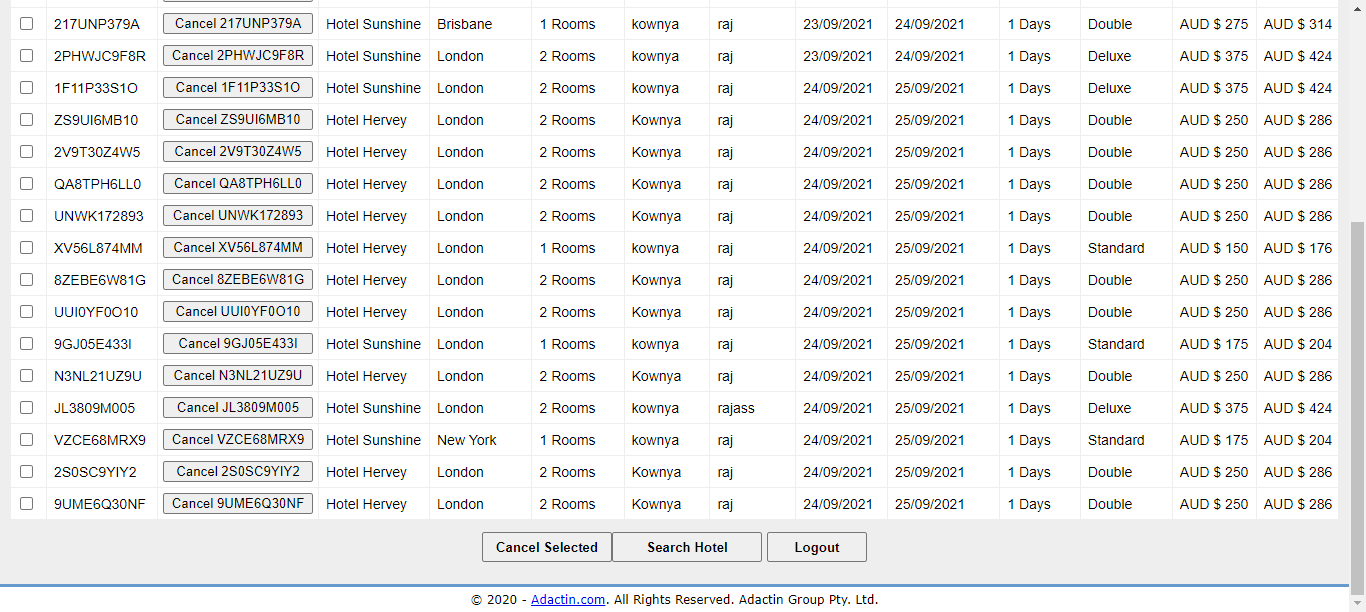 217UNP379A Cancel 217UNP379A Hotel Sunshine Brisbane 1 Rooms kownya raj 23/09/2021 24/09/2021 1 Days Double AUD $ 275 AUD $ 314
2PHWJC9F8R Cancel 2PHWJC9F8R Hotel Sunshine London 2 Rooms kownya raj 23/09/2021 24/09/2021 1 Days Deluxe AUD $ 375 AUD $ 424
1F11P33S1O Cancel 1F11P33S1O Hotel Sunshine London 2 Rooms kownya raj 24/09/2021 25/09/2021 1 Days Deluxe AUD $ 375 AUD $ 424
ZS9UI6MB10 Cancel ZS9UI6MB10 Hotel Hervey London 2 Rooms Kownya raj 24/09/2021 25/09/2021 1 Days Double AUD $ 250 AUD $ 286
2V9T30Z4W5 Cancel 2V9T30Z4W5 Hotel Hervey London 2 Rooms Kownya raj 24/09/2021 25/09/2021 1 Days Double AUD $ 250 AUD $ 286
QA8TPH6LL0 Cancel QA8TPH6LL0 Hotel Hervey London 2 Rooms Kownya raj 24/09/2021 25/09/2021 1 Days Double AUD $ 250 AUD $ 286
UNWK172893 Cancel UNWK172893 Hotel Hervey London 2 Rooms Kownya raj 24/09/2021 25/09/2021 1 Days Double AUD $ 250 AUD $ 286
XV56L874MM Cancel XV56L874MM Hotel Hervey London 1 Rooms kownya raj 24/09/2021 25/09/2021 1 Days Standard AUD $ 150 AUD $ 176
8ZEBE6W81G Cancel 8ZEBE6W81G Hotel Hervey London 2 Rooms Kownya raj 24/09/2021 25/09/2021 1 Days Double AUD $ 250 AUD $ 286
UUI0YF0O10 Cancel UUI0YF0O10 Hotel Hervey London 2 Rooms Kownya raj 24/09/2021 25/09/2021 1 Days Double AUD $ 250 AUD $ 286
9GJ05E433I Cancel 9GJ05E433I Hotel Sunshine London 1 Rooms kownya raj 24/09/2021 25/09/2021 1 Days Standard AUD $ 175 AUD $ 204
N3NL21UZ9U Cancel N3NL21UZ9U Hotel Hervey London 2 Rooms Kownya raj 24/09/2021 25/09/2021 1 Days Double AUD $ 250 AUD $ 286
JL3809M005 Cancel JL3809M005 Hotel Sunshine London 2 Rooms kownya rajass 24/09/2021 25/09/2021 1 Days Deluxe AUD $ 375 AUD $ 424
VZCE68MRX9 Cancel VZCE68MRX9 Hotel Sunshine New York 1 Rooms kownya raj 24/09/2021 25/09/2021 1 Days Standard AUD $ 175 AUD $ 204
2S0SC9YIY2 Cancel 2S0SC9YIY2 Hotel Hervey London 2 Rooms Kownya raj 24/09/2021 25/09/2021 1 Days Double AUD $ 250 AUD $ 286
9UME6Q30NF Cancel 9UME6Q30NF Hotel Hervey London 2 Rooms Kownya raj 24/09/2021 25/09/2021 1 Days Double AUD $ 250 AUD $ 286
Cancel Selected Search Hotel Logout
© 2020 - Adactin.com. All Rights Reserved. Adactin Group Pty. Ltd.